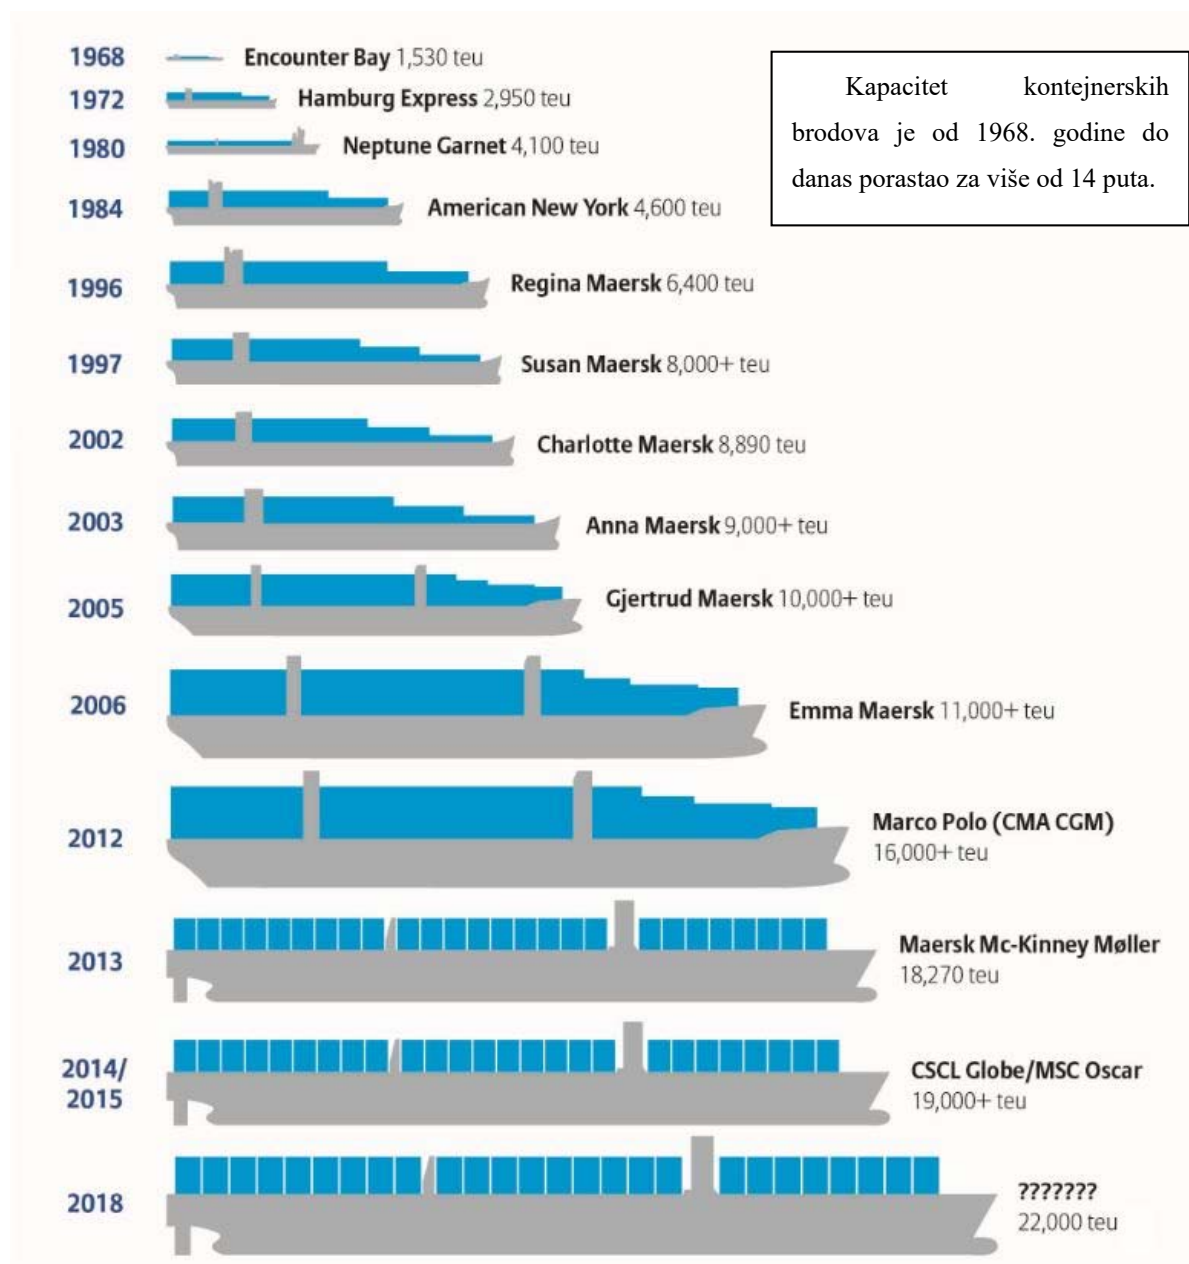 1968 Encounter Bay 1,530 teu
Kapacitet kontejnerskih
brodova je od 1968. godine do
danas porastao za više od 14 puta.
1972 Hamburg Express 2,950 teu
1980 Neptune Garnet 4,100 teu
1984 American New York 4,600 teu
1996 Regina Maersk 6,400 teu
1997 Susan Maersk 8,000+ teu
2002 Charlotte Maersk 8,890 teu
2003 Anna Maersk 9,000+ teu
2005 Gjertrud Maersk 10,000+ teu
2006 Emma Maersk 11,000+ teu
2012 Marco Polo (CMA CGM)
16,000+ teu
2013 Maersk Mc-Kinney Møller
18,270 teu
2014/
2015
CSCL Globe/MSC Oscar
19,000+ teu
2018 ???????
22,000 teu